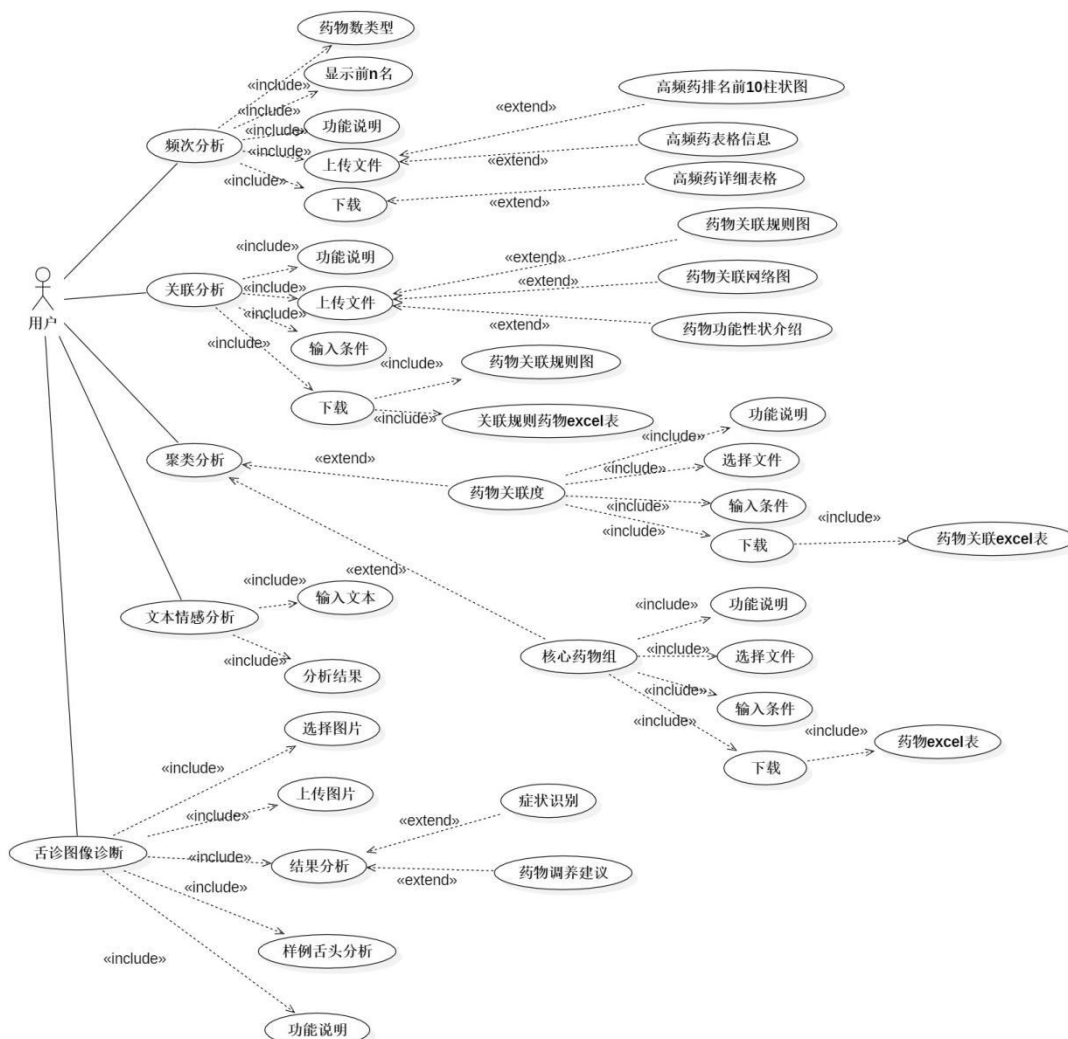 药物数类型
«include»
显示前n名
«include»
功能说明
«include»
频次分析
«include»
上传文件
«include»
下载
«extend»
高频药排名前10柱状图
高频药表格信息
«extend»
高频药详细表格
«extend»
用户
«include»
功能说明
关联分析
«include»
上传文件
«include»
输入条件
«include»
下载
«extend»
药物关联规则图
«extend»
药物关联网络图
«extend»
药物功能性状介绍
«include»
药物关联规则图
«include»
关联规则药物excel表
聚类分析
«extend»
药物关联度
«include»
功能说明
«include»
选择文件
«include»
输入条件
«include»
下载
«include»
药物关联excel表
«extend»
核心药物组
«include»
功能说明
«include»
选择文件
«include»
输入条件
«include»
下载
«include»
药物excel表
文本情感分析
«include»
输入文本
«include»
分析结果
舌诊图像诊断
«include»
选择图片
«include»
上传图片
«include»
结果分析
«extend»
症状识别
«extend»
药物调养建议
«include»
样例舌头分析
«include»
功能说明